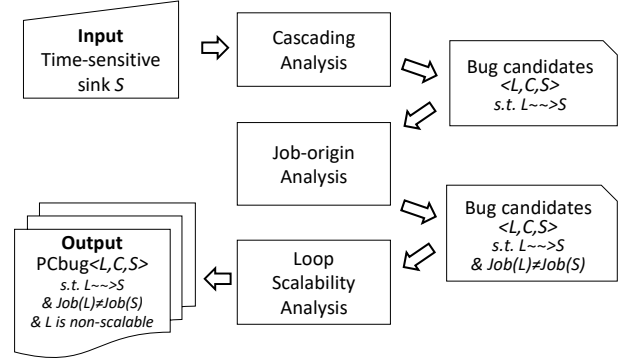 Input
Time-sensitive
sink S
Cascading
Analysis
Bug candidates
<L,C,S>
s.t. L~~>S
Job-origin
Analysis
Bug candidates
<L,C,S>
s.t. L~~>S
& Job(L)≠Job(S)
Loop
Scalability
Analysis
Output
PCbug<L,C,S>
s.t. L~~>S
& Job(L)≠Job(S)
& L is non-scalable